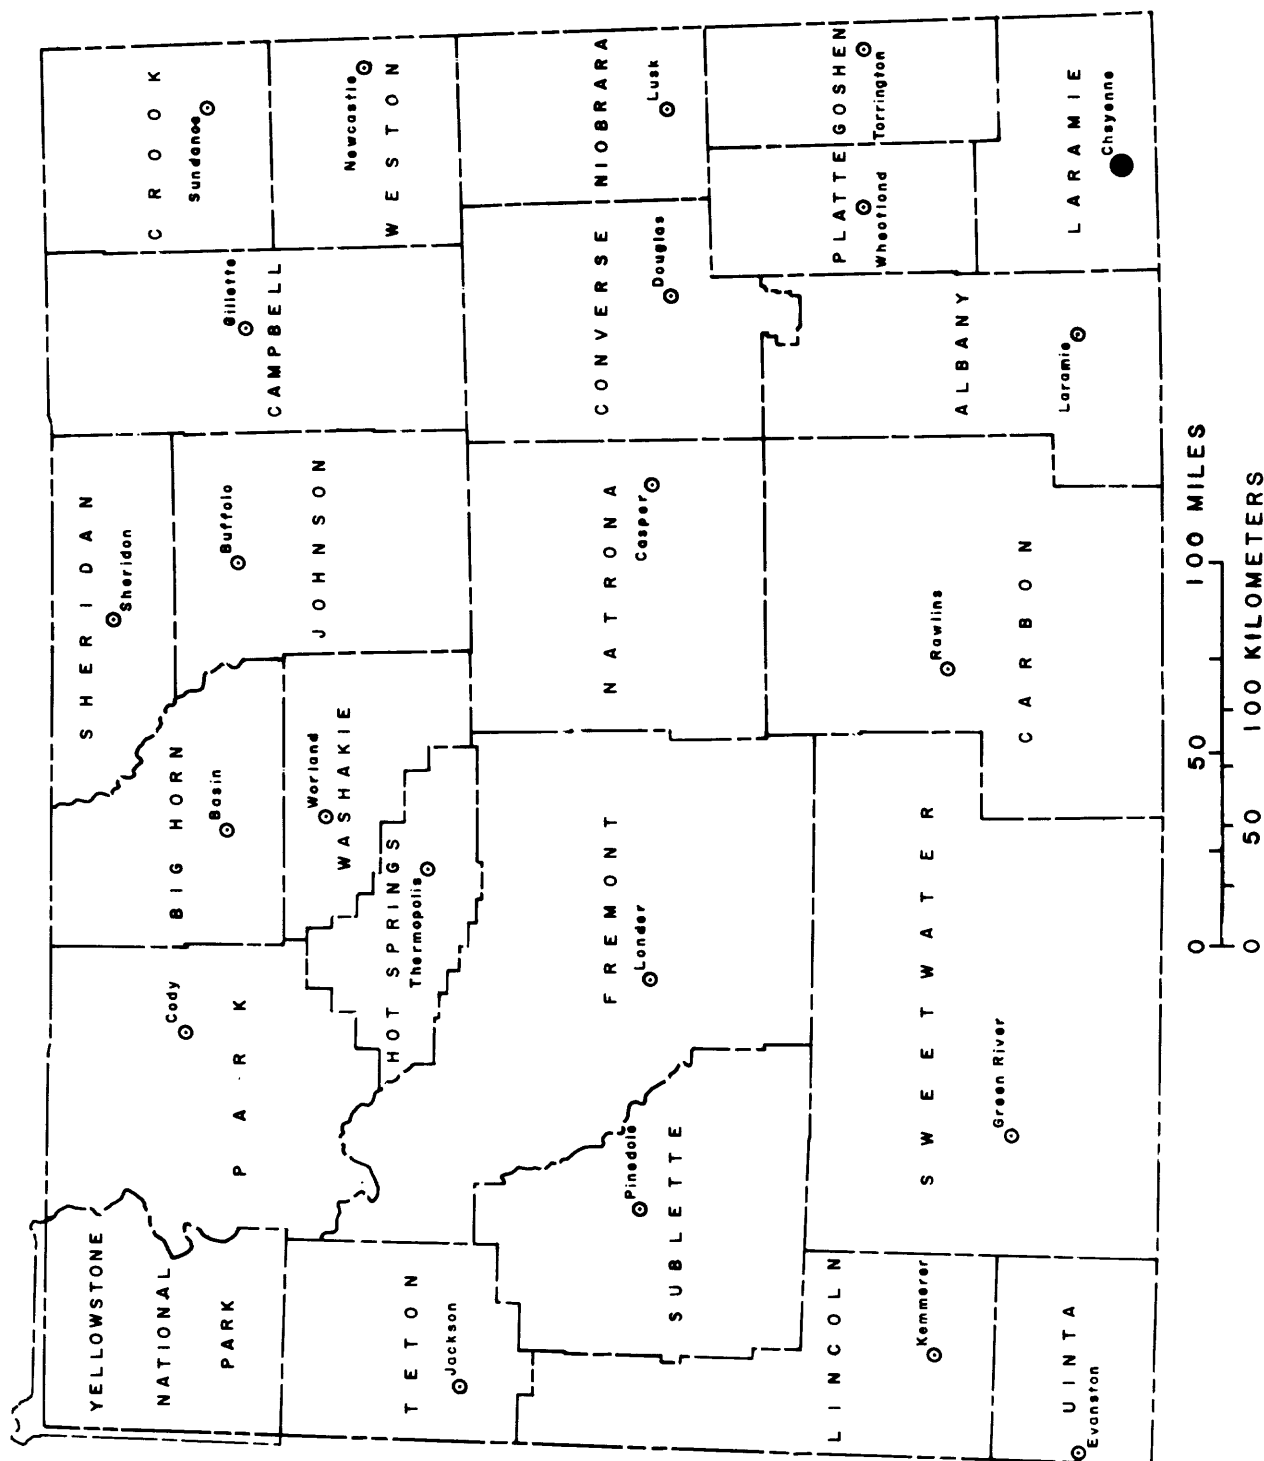 YELLOWSTONE
NATIONAL
PARK
PARK
Cody
BIG HORN
Basin
SHERIDAN
Sheridan
Buffalo
JOHNSON
Gillette
CAMPBELL
CROOK
Sundance
Newcastle
WESTON
TETON
Jackson
HOT SPRINGS
Thermopolis
Worland
WASHAKIE
SUBLETTE
Pinedale
FREMONT
Lander
NATRONA
Casper
CONVERSE
Douglas
NIOBRARA
Lusk
LINCOLN
Kemmerer
UINTA
Evanston
SWEETWATER
Green River
CARBON
Rawlins
ALBANY
Laramie
PLATTE
Wheatland
GOSHEN
Torrington
LARAMIE
Cheyenne
0 50 100 MILES
0 50 100 KILOMETERS